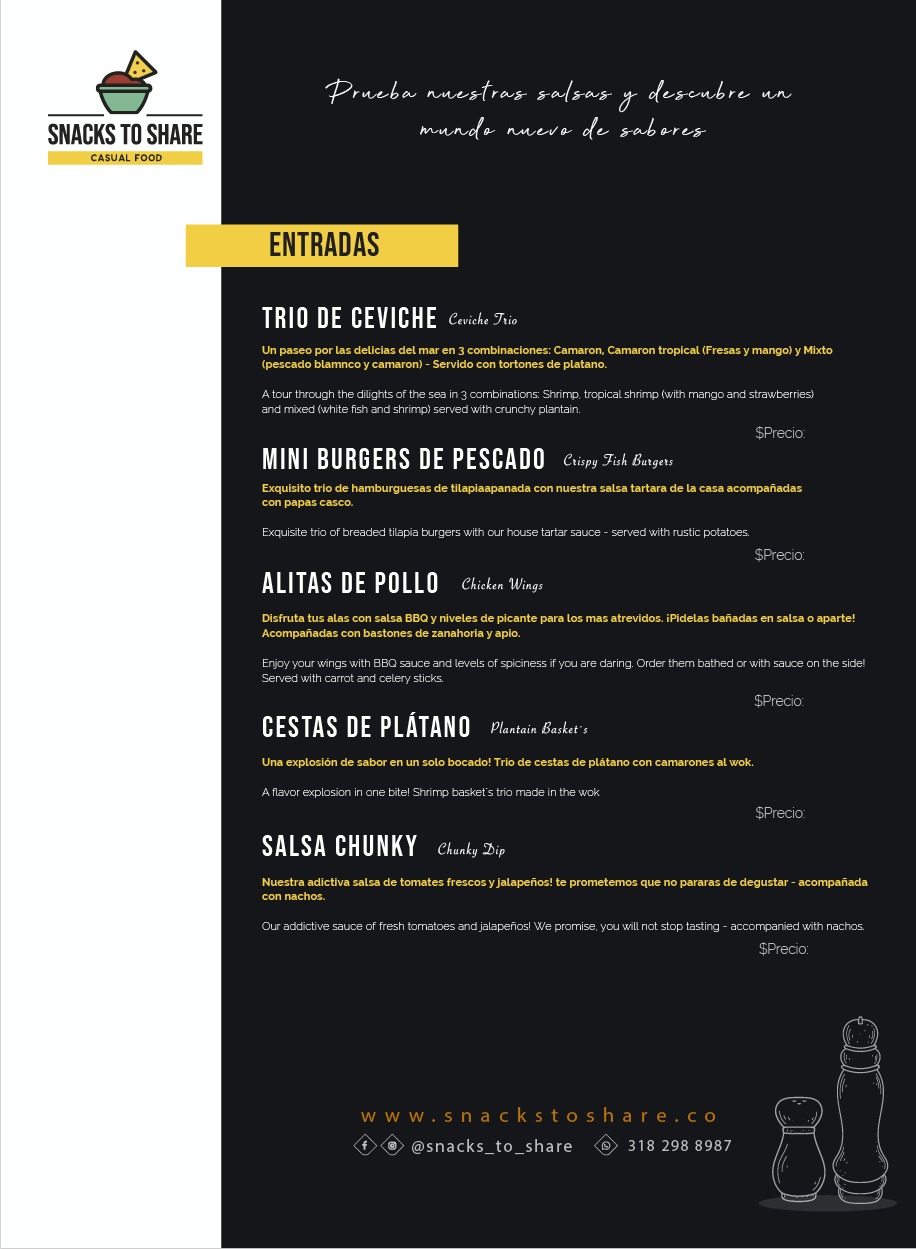 SNACKS TO SHARE
CASUAL FOOD
Prueba nuestras salsas y descubre un
mundo nuevo de sabores
ENTRADAS
TRIO DE CEVICHE Ceviche Trio
Un paseo por las delicias del mar en 3 combinaciones: Camaron, Camaron tropical (Fresas y mango) y Mixto
(pescado blamnco y camaron) - Servido con tortones de platano.
A tour through the dilights of the sea in 3 combinations: Shrimp, tropical shrimp (with mango and strawberries)
and mixed (white fish and shrimp) served with crunchy plantain.
$Precio:
MINI BURGERS DE PESCADO Crispy Fish Burgers
Exquisito trio de hamburguesas de tilapiaapanada con nuestra salsa tartara de la casa acompañadas
con papas casco.
Exquisite trio of breaded tilapia burgers with our house tartar sauce - served with rustic potatoes.
$Precio:
ALITAS DE POLLO Chicken Wings
Disfruta tus alas con salsa BBQ y niveles de picante para los mas atrevidos. ¡Pidelas bañadas en salsa o aparte!
Acompañadas con bastones de zanahoria y apio.
Enjoy your wings with BBQ sauce and levels of spiciness if you are daring. Order them bathed or with sauce on the side!
Served with carrot and celery sticks.
$Precio:
CESTAS DE PLÁTANO Plantain Basket´s
Una explosión de sabor en un solo bocado! Trio de cestas de plátano con camarones al wok.
A flavor explosion in one bite! Shrimp basket's trio made in the wok
$Precio:
SALSA CHUNKY Chunky Dip
Nuestra adictiva salsa de tomates frescos y jalapeños! te prometemos que no pararas de degustar - acompañada
con nachos.
Our addictive sauce of fresh tomatoes and jalapeños! We promise, you will not stop tasting - accompanied with nachos.
$Precio:
www.snackstoshare.co
@snacks_to_share 318 298 8987